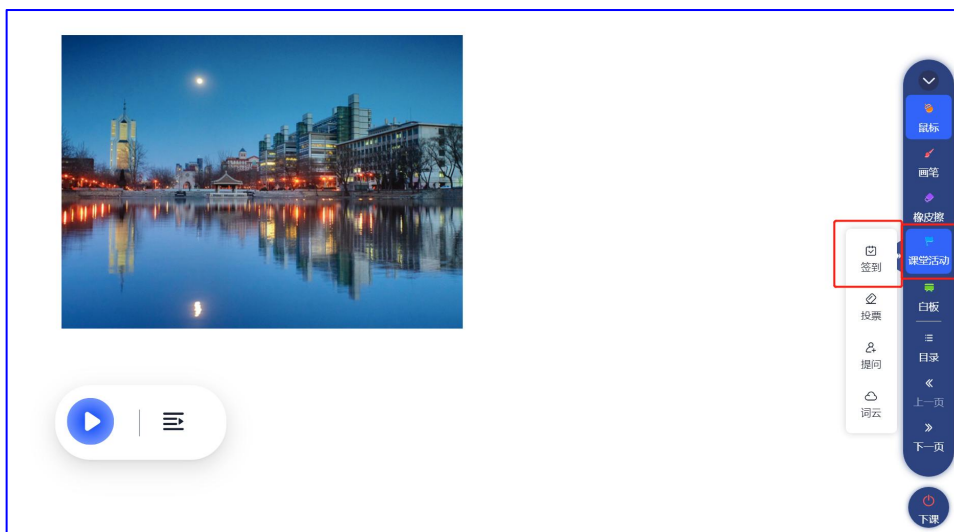 鼠标
画笔
橡皮擦
课堂活动
签到
投票
提问
词云
白板
目录
上一页
下一页
下课